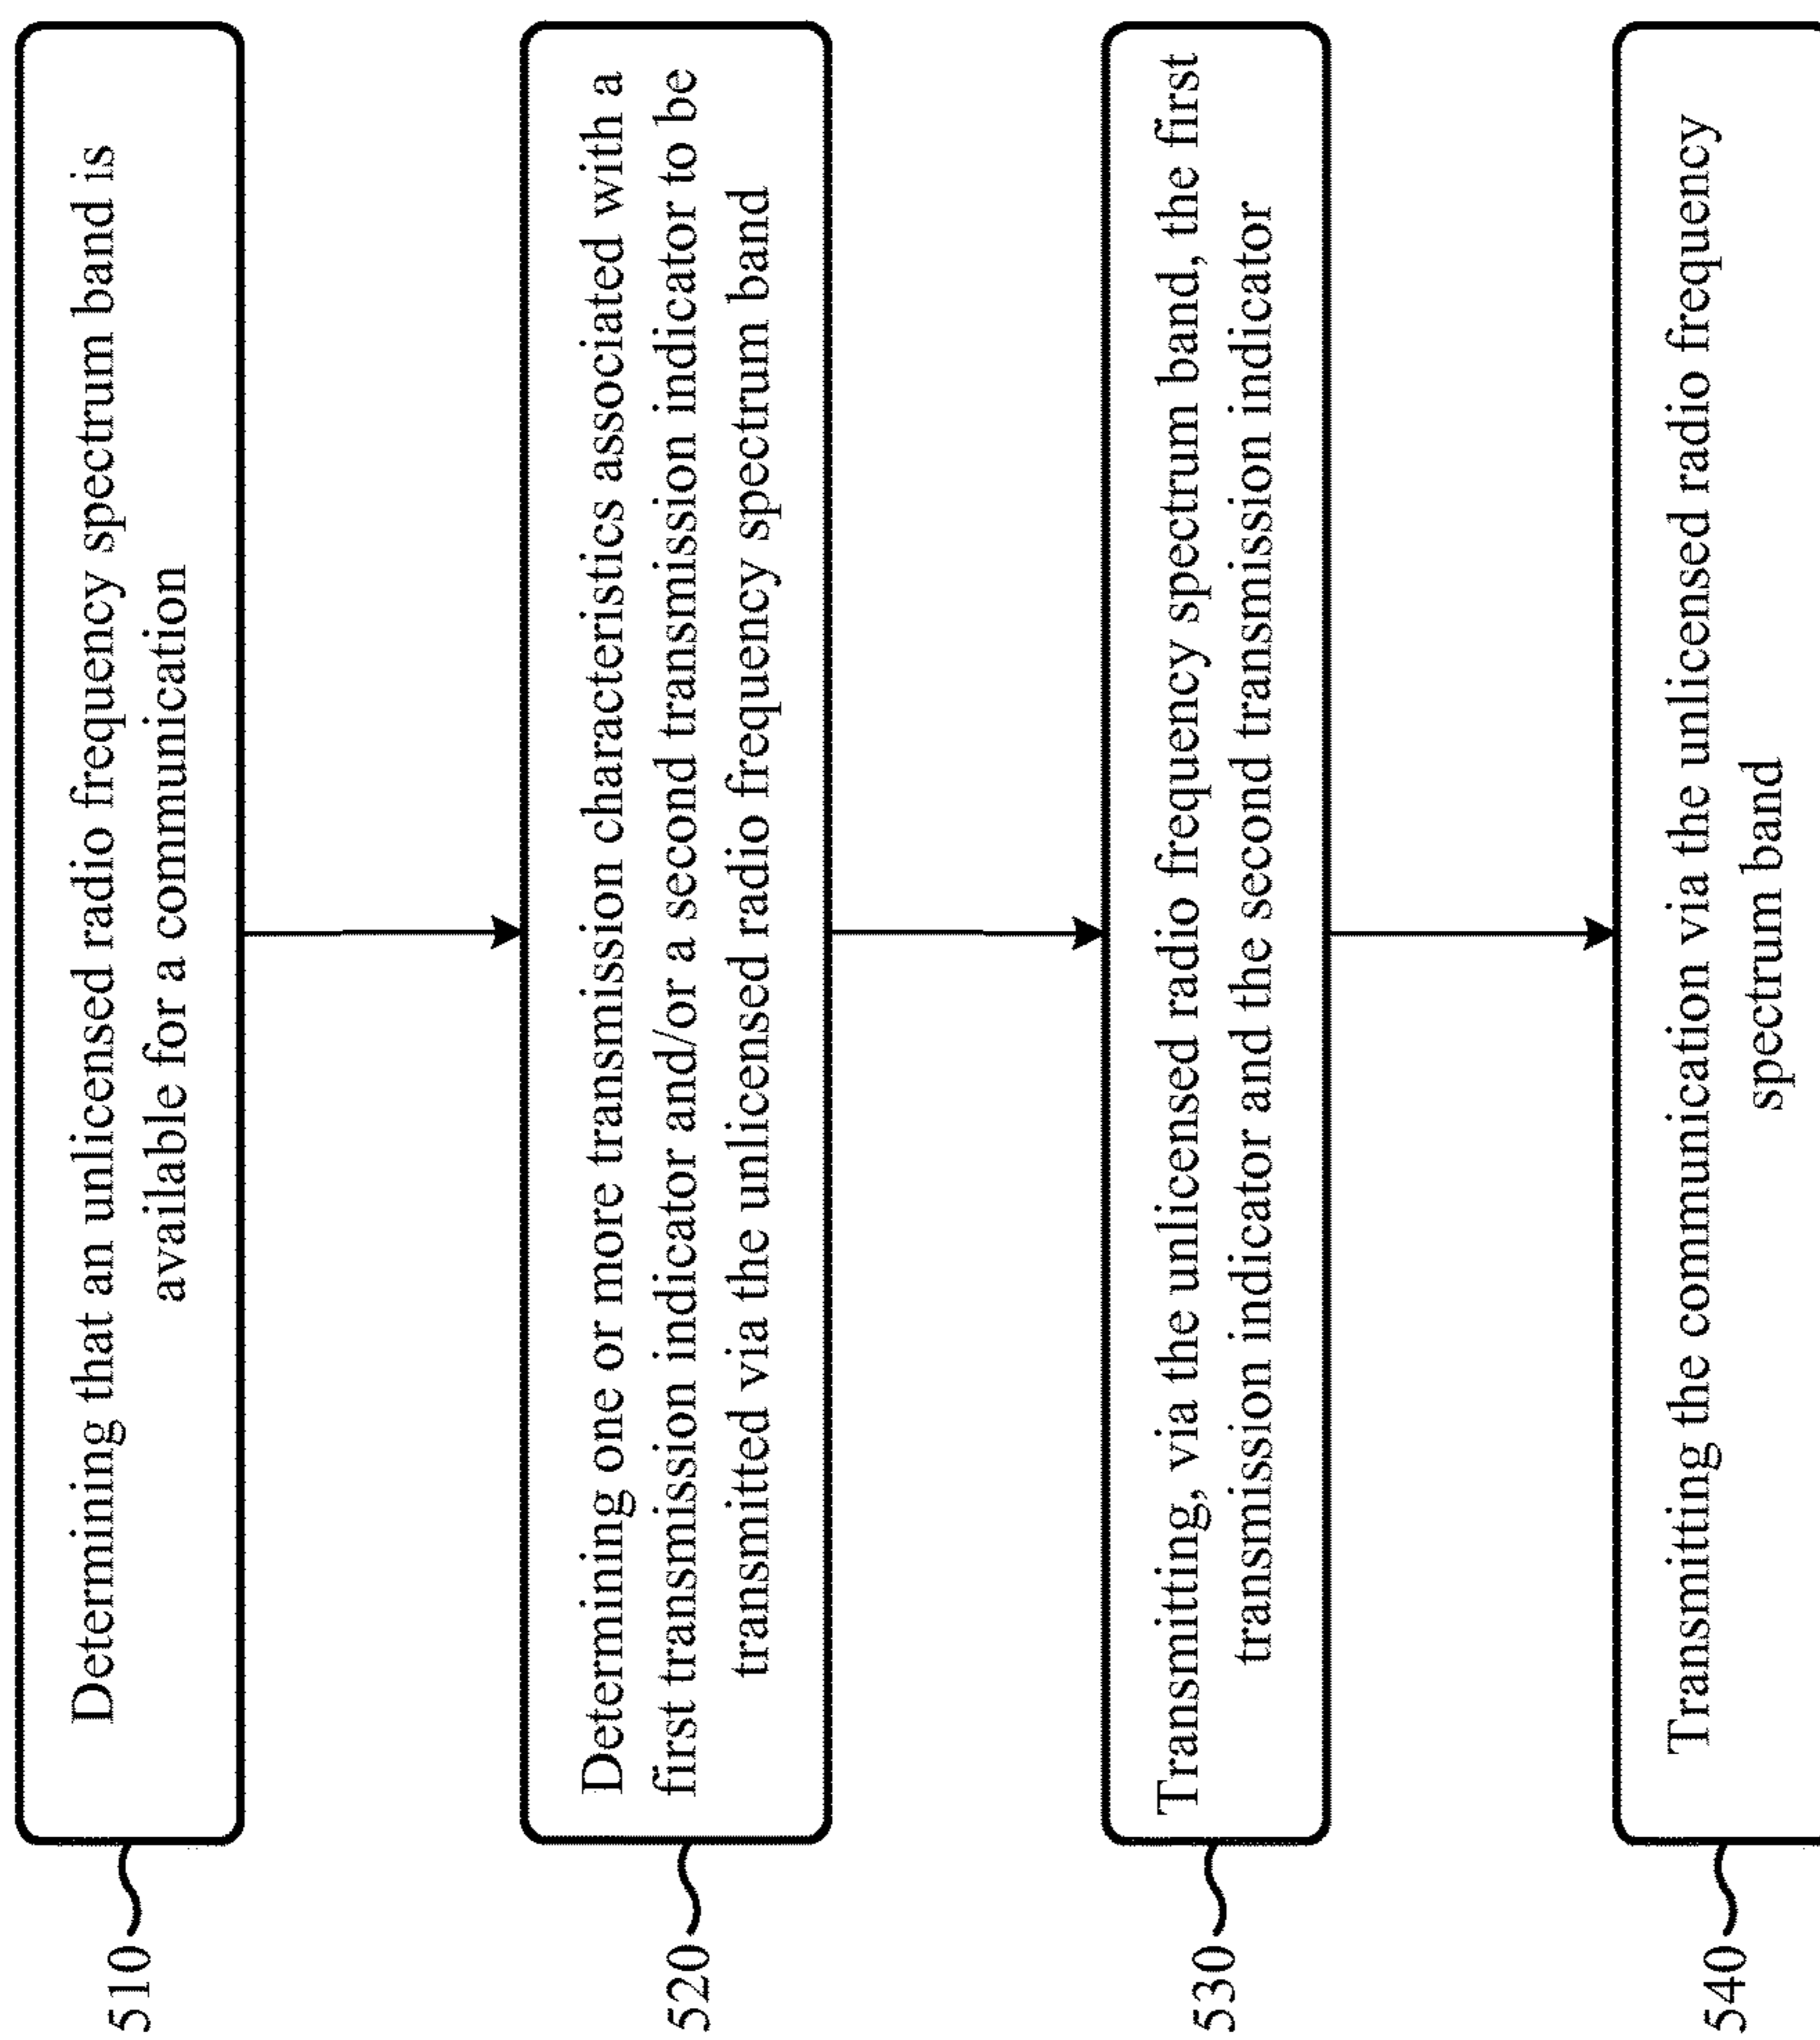 510
Determining that an unlicensed radio frequency spectrum band is
available for a communication
520
Determining one or more transmission characteristics associated with a
first transmission indicator and/or a second transmission indicator to be
transmitted via the unlicensed radio frequency spectrum band
530
Transmitting, via the unlicensed radio frequency spectrum band, the first
transmission indicator and the second transmission indicator
540
Transmitting the communication via the unlicensed radio frequency
spectrum band